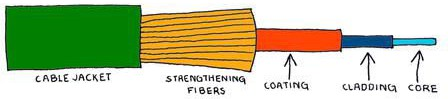 CABLE JACKET
STRENGTHENING
FIBERS
COATING
CLADDING
CORE